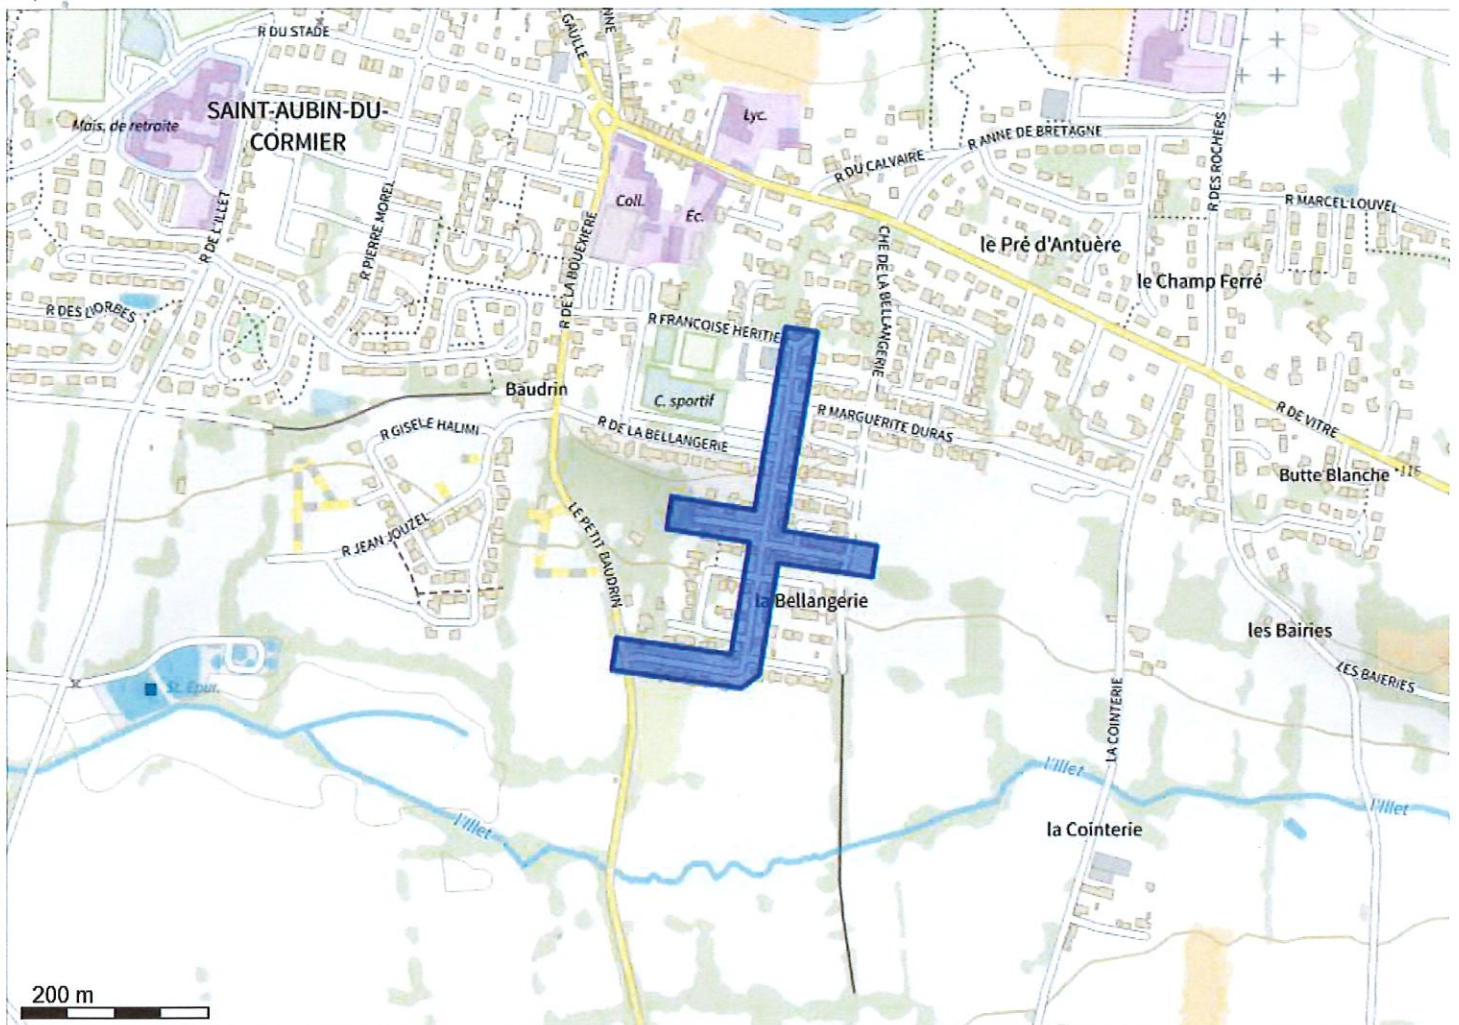 R DU STADE
GAULLE
NNE
SAINT-AUBIN-DU-
CORMIER
Mais. de retraite
Lyc.
R ANNE DE BRETAGNE
R DU CALVAIRE
R DES ROCHERS
R MARCEL LOUVEL
Coll.
Éc.
R DE L'ILLET
R PIERRE MOREL
R DE LA BOUEXIERE
CHE DE LA BELLANGERIE
le Pré d'Antuère
le Champ Ferré
R DES LIORBES
R FRANCOISE HERITIE
Baudrin
C. sportif
R GISELE HALIMI
R DE LA BELLANGERIE
R MARGUERITE DURAS
R DE VITRE
Butte Blanche
116
R JEAN JOUZEL
LE PETIT BAUDRIN
la Bellangerie
les Bairies
LES BAIERIES
St. Epur.
LA COINTERIE
l'Illet
l'Illet
l'Illet
la Cointerie
200 m